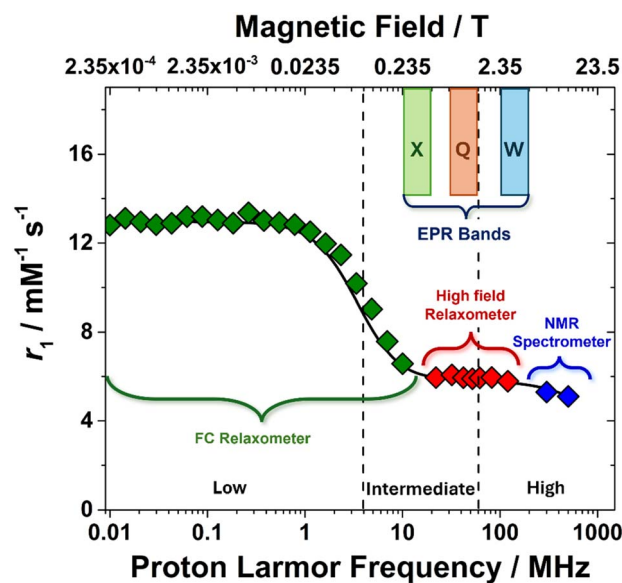 Magnetic Field / T
2.35x10⁻⁴ 2.35x10⁻³ 0.0235 0.235 2.35 23.5
X Q W
EPR Bands
High field
Relaxometer
NMR
Spectrometer
FC Relaxometer
Low Intermediate High
r₁ / mM⁻¹ s⁻¹
16
12
8
4
0
0.01 0.1 1 10 100 1000
Proton Larmor Frequency / MHz